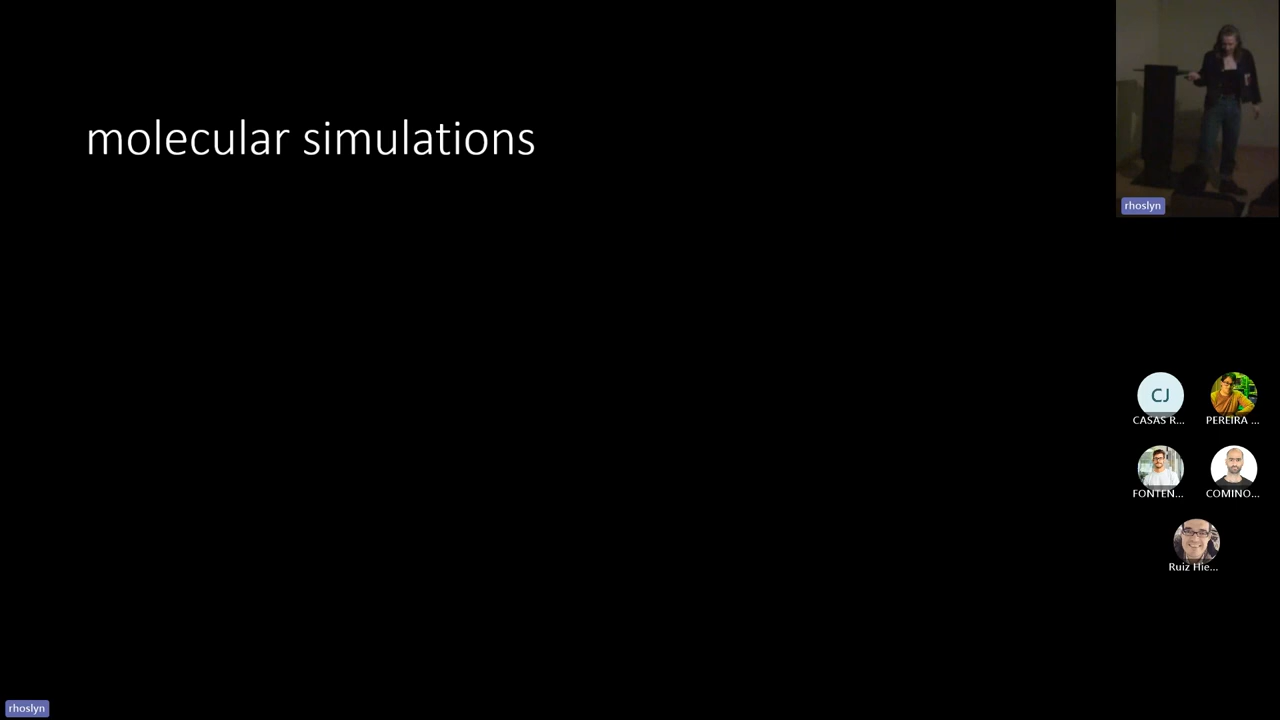 molecular simulations
rhoslyn
CJ
CASAS R...
PEREIRA ...
FONTEN...
COMINO...
Ruiz Hie...
rhoslyn